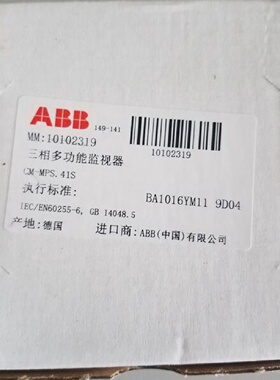 ABB 149-141
MM:10102319
10102319
三相多功能监视器
CM-MPS.41S
执行标准:
BA1016YM11 9D04
IEC/EN60255-6, GB 14048.5
产地:德国 进口商:ABB(中国)有限公司